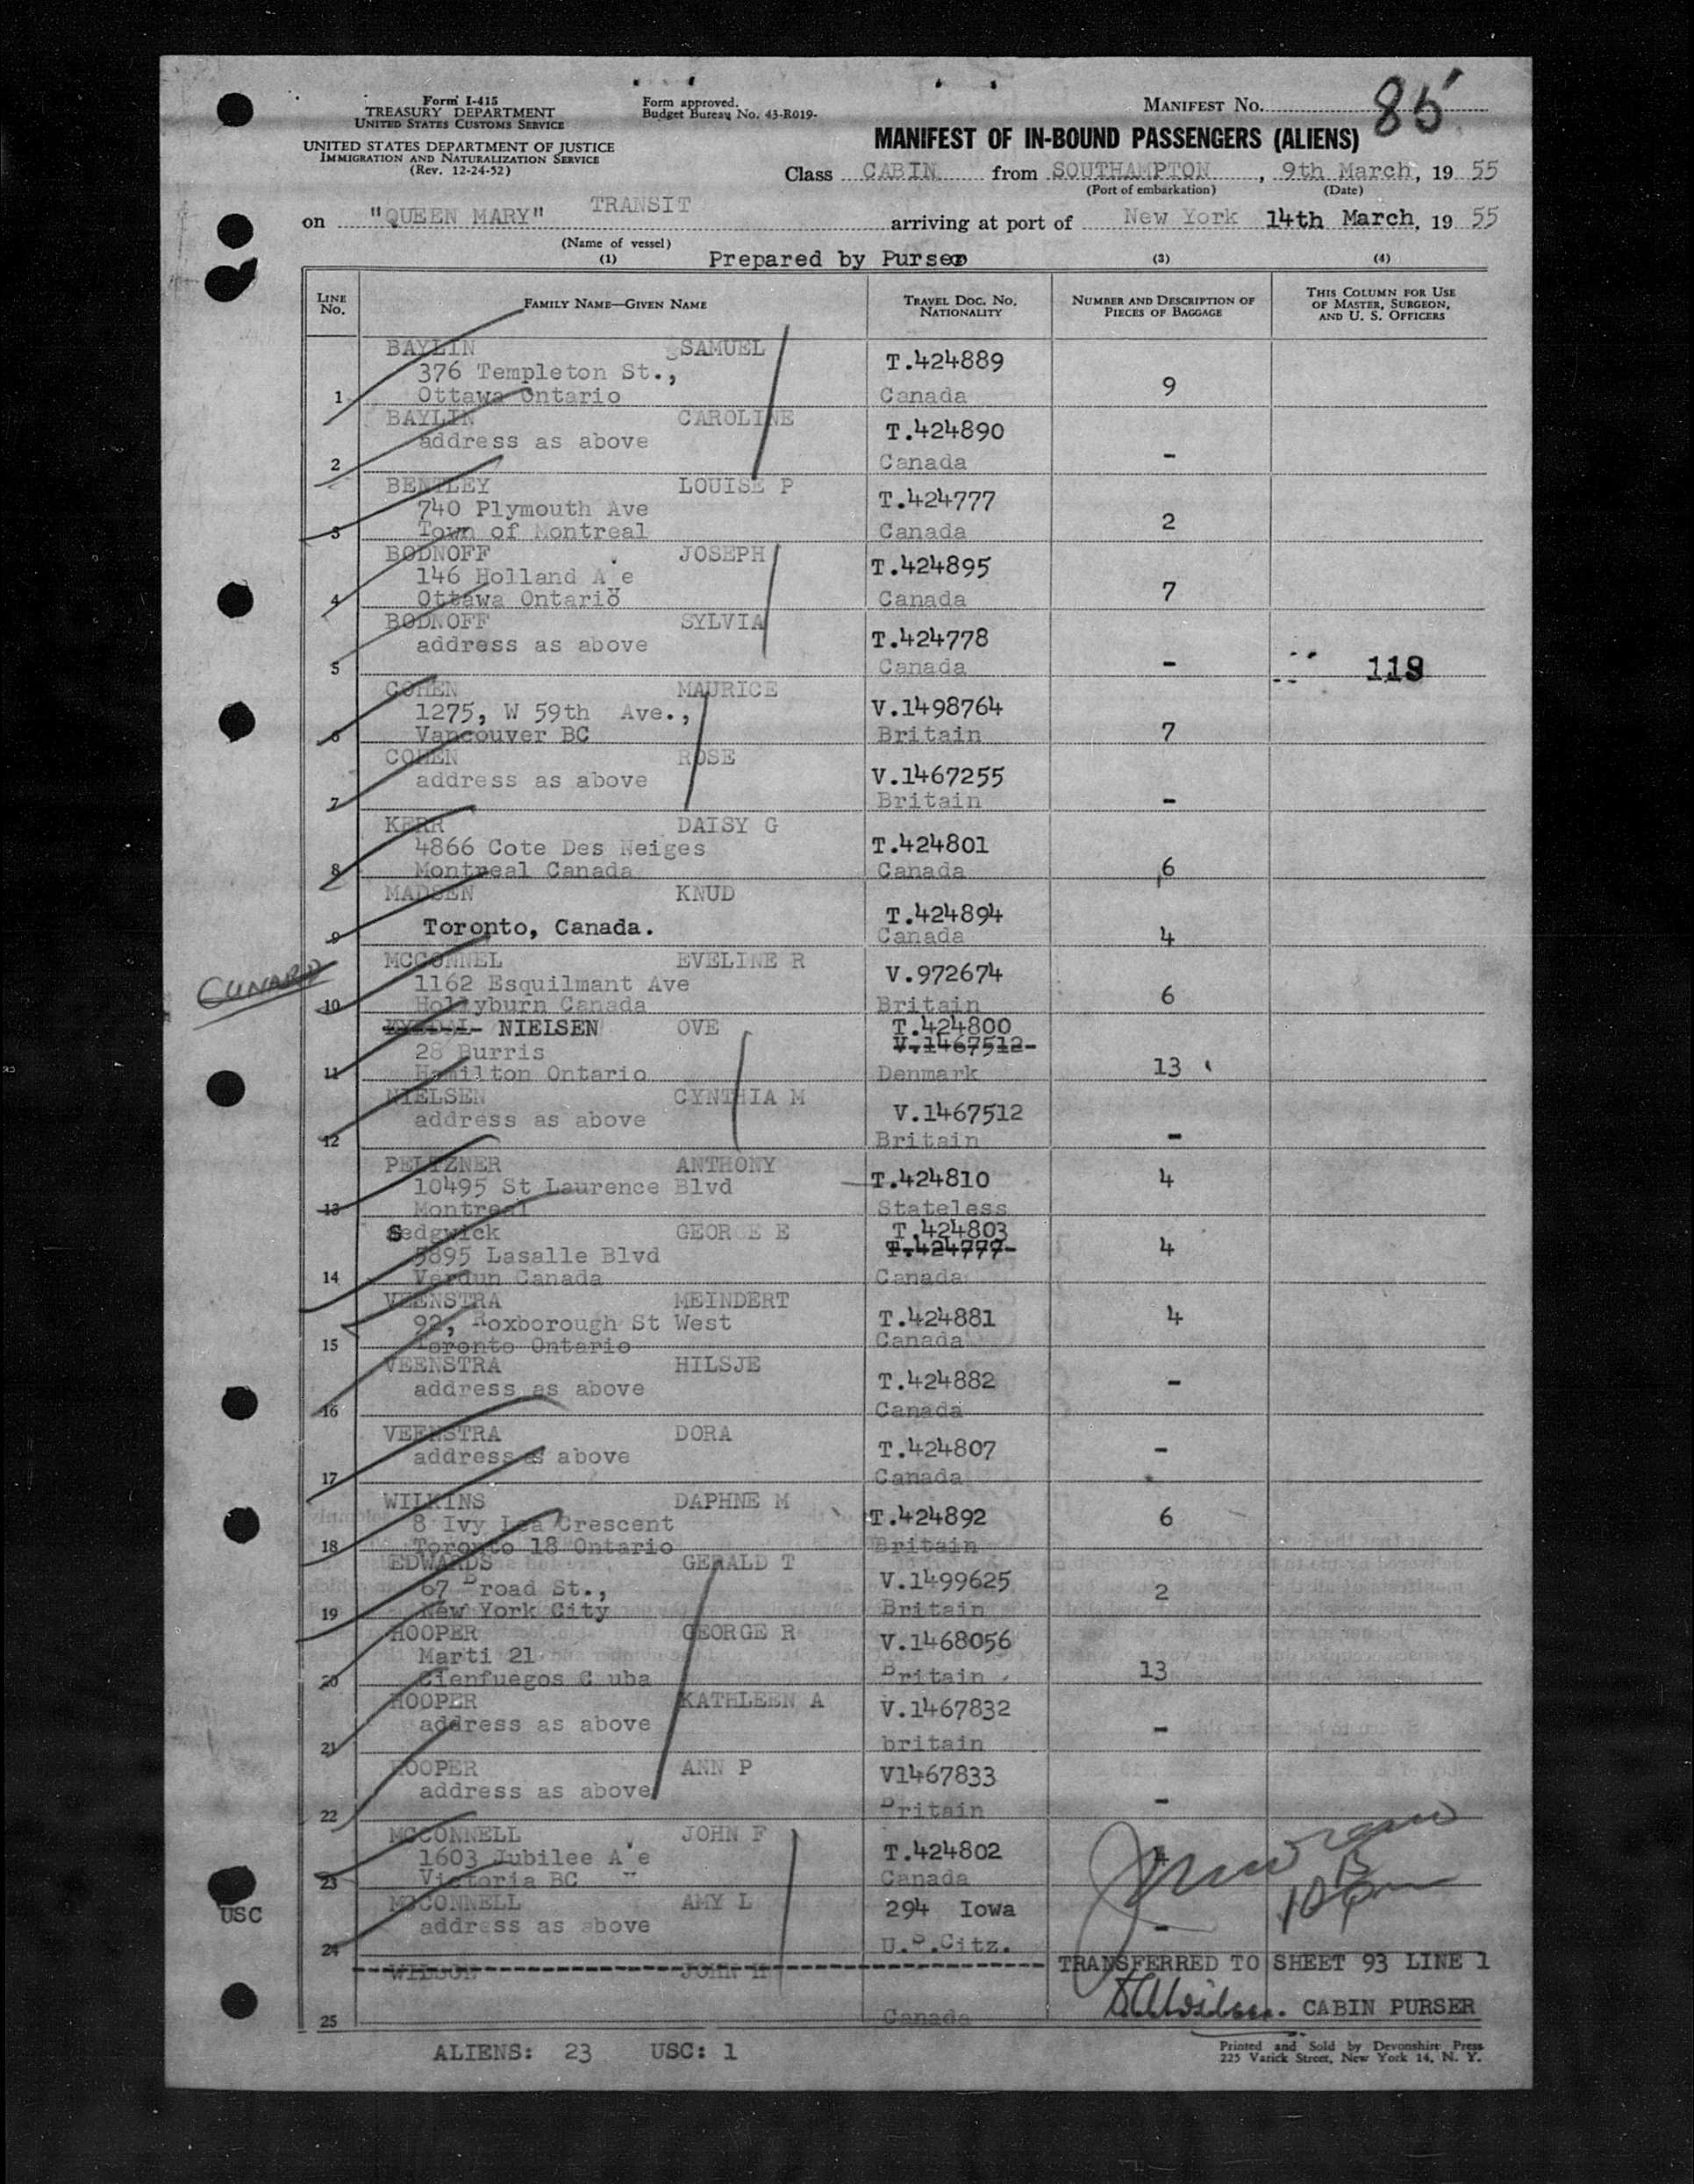 Form I-415
TREASURY DEPARTMENT
UNITED STATES CUSTOMS SERVICE
UNITED STATES DEPARTMENT OF JUSTICE
IMMIGRATION AND NATURALIZATION SERVICE
(Rev. 12-24-52)
Form approved.
Budget Bureau No. 43-R019-
MANIFEST No. 85
MANIFEST OF IN-BOUND PASSENGERS (ALIENS)
Class CABIN from SOUTHAMPTON, 9th March, 19 55
(Port of embarkation) (Date)
on "QUEEN MARY" TRANSIT arriving at port of New York 14th March, 19 55
(Name of vessel)
(1) Prepared by Purser (3) (4)
LINE No. FAMILY NAME—GIVEN NAME TRAVEL DOC. NO. NATIONALITY NUMBER AND DESCRIPTION OF PIECES OF BAGGAGE THIS COLUMN FOR USE OF MASTER, SURGEON, AND U. S. OFFICERS
BAYLIN SAMUEL T.424889
376 Templeton St., 9
1 Ottawa Ontario Canada
BAYLIN CAROLINE T.424890
address as above -
2 Canada
BENTLEY LOUISE P T.424777
740 Plymouth Ave 2
3 Town of Montreal Canada
BODNOFF JOSEPH T.424895
146 Holland A e 7
4 Ottawa Ontario Canada
BODNOFF SYLVIA T.424778
address as above
5 Canada - 118
COHEN MAURICE V.1498764
1275, W 59th Ave.,
6 Vancouver BC Britain 7
COHEN ROSE V.1467255
address as above
7 Britain -
KERR DAISY G T.424801
4866 Cote Des Neiges
8 Montreal Canada Canada 6
MADSEN KNUD T.424894
Toronto, Canada.
9 Canada 4
CUNARD
MCCONNEL EVELINE R V.972674
1162 Esquilmant Ave
10 Hollyburn Canada Britain 6
NIELSEN OVE T.424800
28 Burris V.1467512
11 Hamilton Ontario Denmark 13
NIELSEN CYNTHIA M V.1467512
address as above
12 Britain -
PELTZNER ANTHONY T.424810 4
10495 St Laurence Blvd
13 Montreal Stateless
Sedgwick GEORGE E T.424803
5895 Lasalle Blvd T.424777 4
14 Verdun Canada Canada
VEENSTRA MEINDERT T.424881 4
92, Roxborough St West
15 Toronto Ontario Canada
VEENSTRA HILSJE T.424882 -
address as above
16 Canada
VEENSTRA DORA T.424807 -
address as above
17 Canada
WILKINS DAPHNE M T.424892 6
8 Ivy Lea Crescent
18 Toronto 18 Ontario Britain
EDWARDS GERALD T V.1499625 2
67 Broad St.,
19 New York City Britain
HOOPER GEORGE R V.1468056
Marti 21
20 Cienfuegos C uba Britain 13
HOOPER KATHLEEN A V.1467832
address as above -
21 britain
HOOPER ANN P V1467833
address as above
22 Britain -
MCCONNELL JOHN F T.424802
1603 Jubilee A e
23 Victoria BC Canada
USC
MCCONNELL AMY L 294 Iowa
address as above -
24 U.S.Citz.
WILSON JOHN H TRANSFERRED TO SHEET 93 LINE 1
25 Canada CABIN PURSER
ALIENS: 23 USC: 1
Printed and Sold by Devonshire Press
225 Varick Street, New York 14, N. Y.